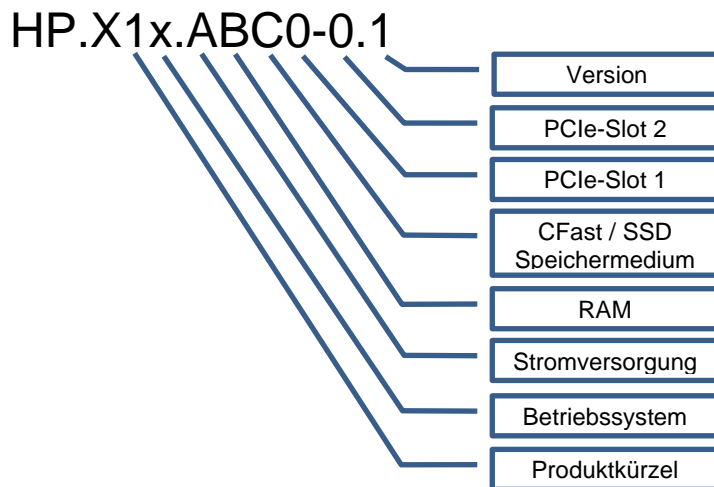 HP.X1x.ABC0-0.1
Version
PCIe-Slot 2
PCIe-Slot 1
CFast / SSD
Speichermedium
RAM
Stromversorgung
Betriebssystem
Produktkürzel